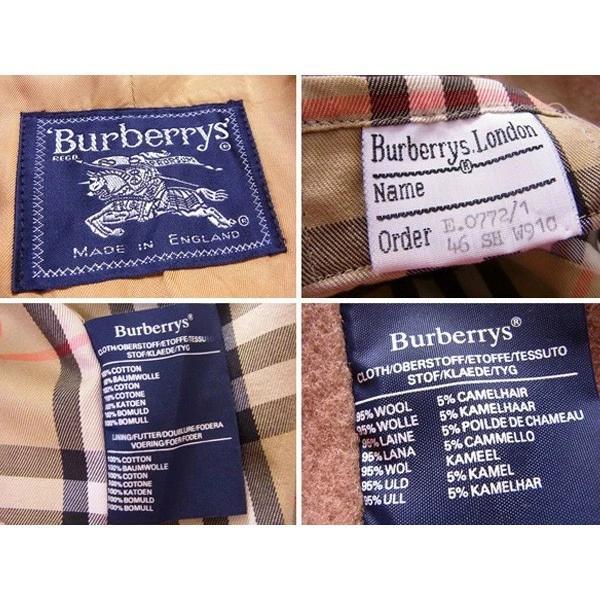 'Burberrys©
REGD
©
MADE IN ENGLAND
Burberrys.London
®
Name
Order E.0772/1
46 SH W910
Burberrys®
CLOTH/OBERSTOFF/ETOFFE/TESSUTO
STOF/KLAEDE/TYG
100% COTTON
100% BAUMWOLLE
100% COTON
100% COTONE
100% KATOEN
100% BOMULD
100% BOMULL
LINING/FUTTER/DOUBLURE/FODERA
VOERING/FOER/FODER
100% COTTON
100% BAUMWOLLE
100% COTON
100% COTONE
100% KATOEN
100% BOMULD
100% BOMULL
Burberrys®
CLOTH/OBERSTOFF/ETOFFE/TESSUTO
STOF/KLAEDE/TYG
95% WOOL 5% CAMELHAIR
95% WOLLE 5% KAMELHAAR
95% LAINE 5% POILDE DE CHAMEAU
95% LANA 5% CAMMELLO
95% WOL KAMEEL
95% ULD 5% KAMEL
95% ULL 5% KAMELHAR